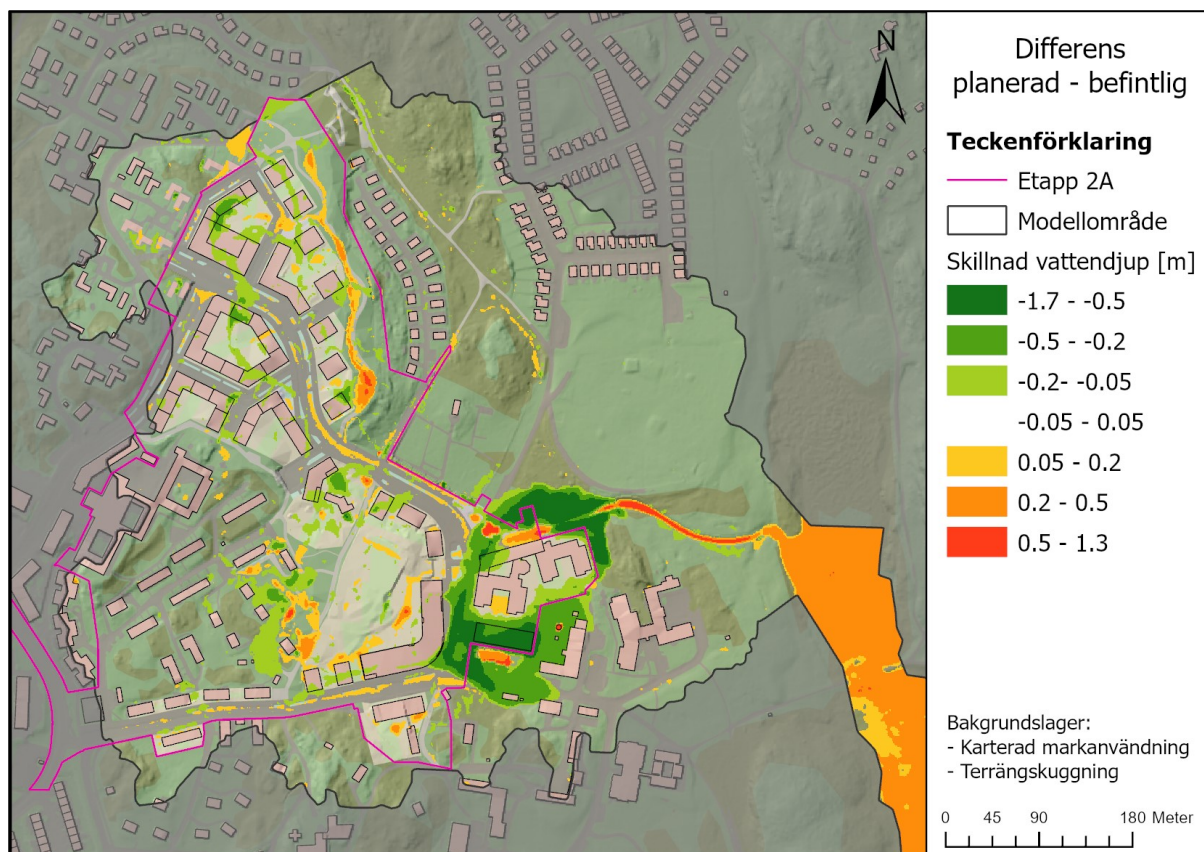 N
Differens
planerad - befintlig
Teckenförklaring
Etapp 2A
Modellområde
Skillnad vattendjup [m]
-1.7 - -0.5
-0.5 - -0.2
-0.2- -0.05
-0.05 - 0.05
0.05 - 0.2
0.2 - 0.5
0.5 - 1.3
Bakgrundslager:
- Karterad markanvändning
- Terrängskuggning
0 45 90 180 Meter